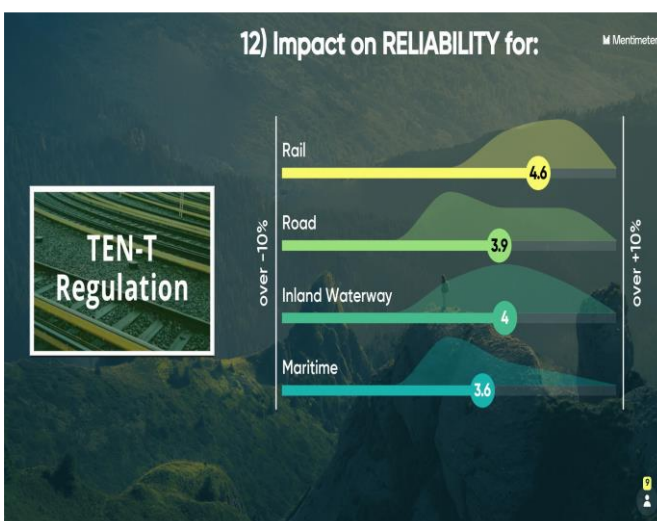 12) Impact on RELIABILITY for:
Mentimeter
TEN-T
Regulation
over -10%
Rail
4.6
Road
3.9
Inland Waterway
4
Maritime
3.6
over +10%
9